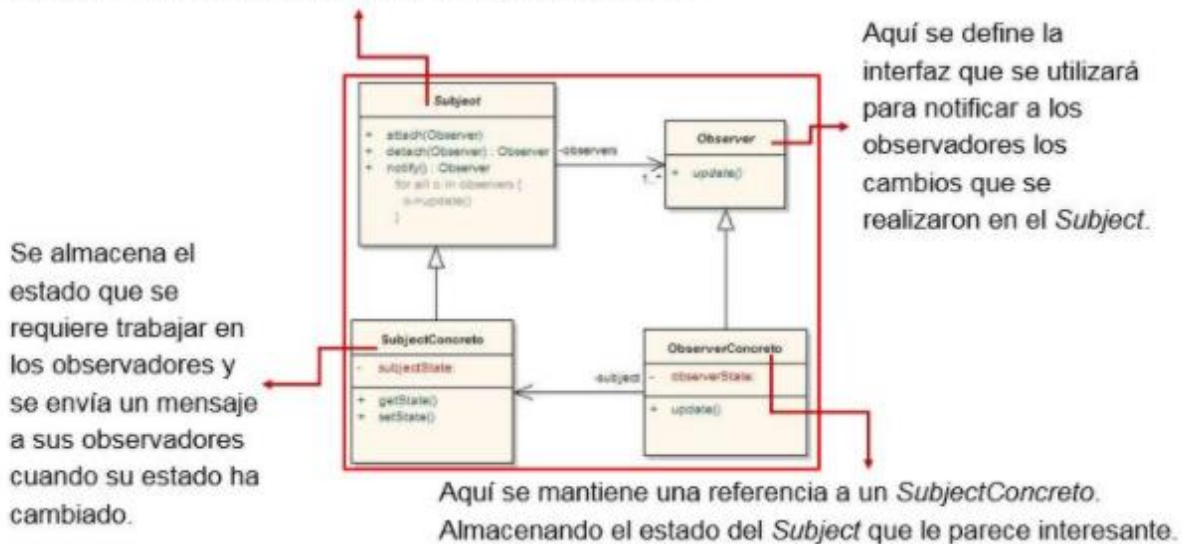 Aquí se define la
interfaz que se utilizará
para notificar a los
observadores los
cambios que se
realizaron en el Subject.
Subject
+ attach(Observer)
+ detach(Observer) : Observer
+ notify() : Observer
for all o in observers {
}
-observers
1..*
Observer
+ update()
Se almacena el
estado que se
requiere trabajar en
los observadores y
se envía un mensaje
a sus observadores
cuando su estado ha
cambiado.
SubjectConcreto
- subjectState:
+ getState()
+ setState()
-subject
ObserverConcreto
- observerState:
+ update()
Aquí se mantiene una referencia a un SubjectConcreto.
Almacenando el estado del Subject que le parece interesante.